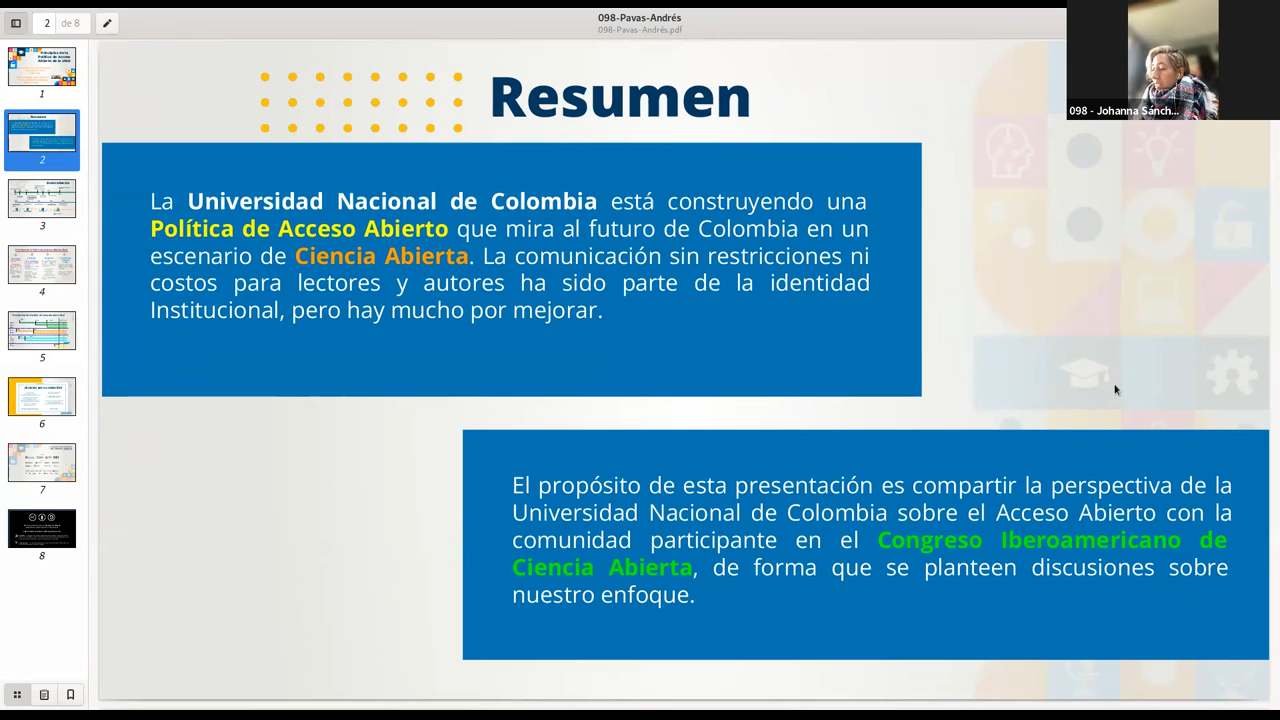 2 de 8
098-Pavas-Andrés
098-Pavas-Andrés.pdf
098 - Johanna Sánch...
1
2
3
4
5
6
7
8
Resumen
La Universidad Nacional de Colombia está construyendo una
Política de Acceso Abierto que mira al futuro de Colombia en un
escenario de Ciencia Abierta. La comunicación sin restricciones ni
costos para lectores y autores ha sido parte de la identidad
Institucional, pero hay mucho por mejorar.
El propósito de esta presentación es compartir la perspectiva de la
Universidad Nacional de Colombia sobre el Acceso Abierto con la
comunidad participante en el Congreso Iberoamericano de
Ciencia Abierta, de forma que se planteen discusiones sobre
nuestro enfoque.